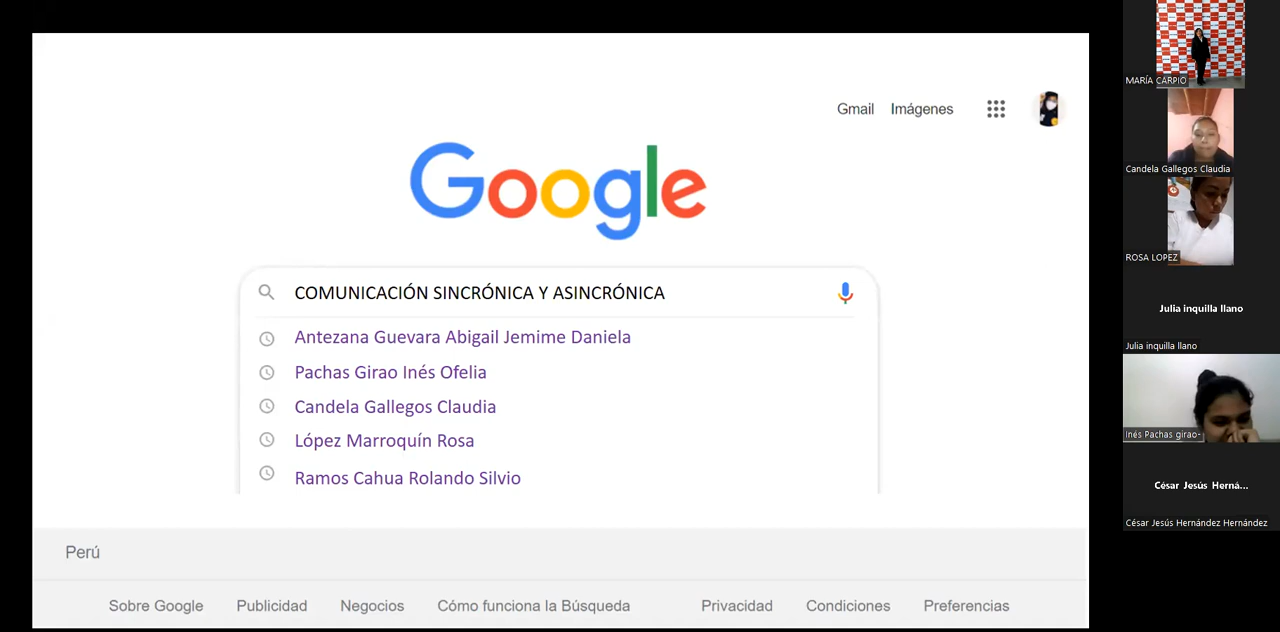 Gmail Imágenes
Google
COMUNICACIÓN SINCRÓNICA Y ASINCRÓNICA
Antezana Guevara Abigail Jemime Daniela
Pachas Girao Inés Ofelia
Candela Gallegos Claudia
López Marroquín Rosa
Ramos Cahua Rolando Silvio
Perú
Sobre Google Publicidad Negocios Cómo funciona la Búsqueda Privacidad Condiciones Preferencias
MARÍA CARPIO
Candela Gallegos Claudia
ROSA LOPEZ
Julia inquilla llano
Julia inquilla llano
Inés Pachas girao-
César Jesús Herná...
César Jesús Hernández Hernández